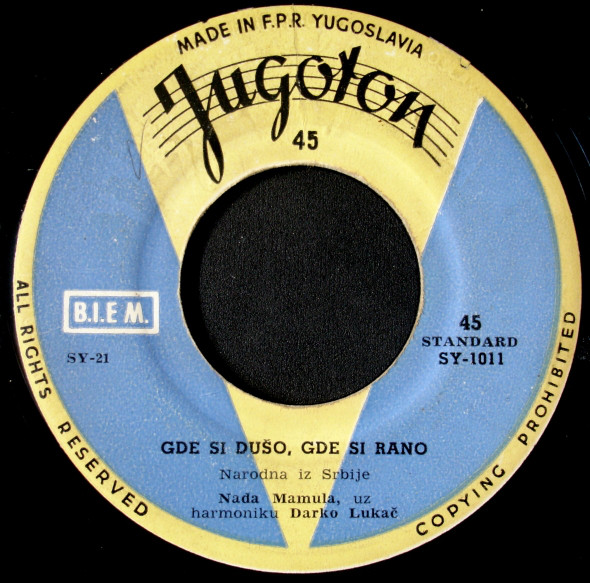 MADE IN F.P.R. YUGOSLAVIA
Jugoton
45
B.I.E M.
SY-21
45
STANDARD
SY-1011
GDE SI DUŠO, GDE SI RANO
Narodna iz Srbije
Nada Mamula, uz
harmoniku Darko Lukač
ALL RIGHTS RESERVED
COPYING PROHIBITED